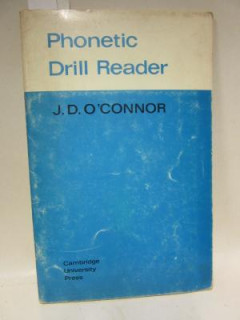 Phonetic
Drill Reader
J. D. O'CONNOR
Cambridge
University
Press